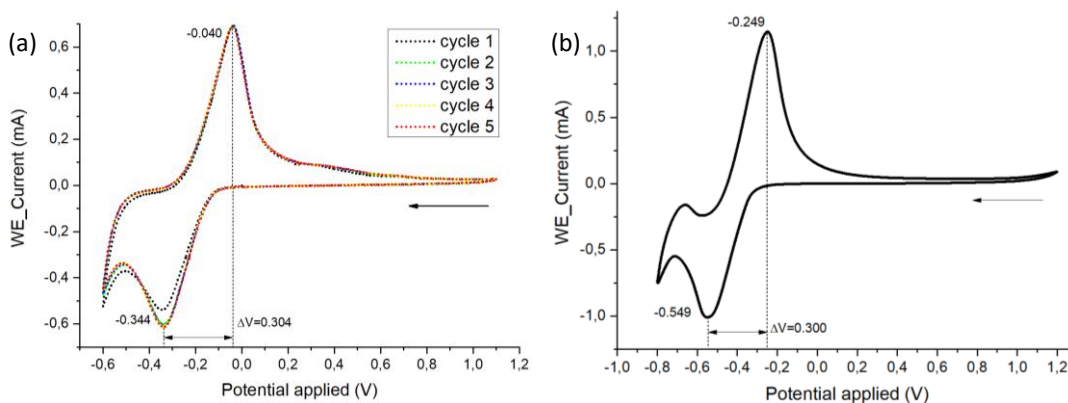 (a)
-0.040
cycle 1
cycle 2
cycle 3
cycle 4
cycle 5
0,6
0,4
0,2
0,0
-0,2
-0,4
-0,6
WE_Current (mA)
-0.344
ΔV=0.304
-0,6 -0,4 -0,2 0,0 0,2 0,4 0,6 0,8 1,0 1,2
Potential applied (V)
(b)
-0.249
1,0
0,5
0,0
-0,5
-1,0
WE_Current (mA)
-0.549
ΔV=0.300
-1,0 -0,8 -0,6 -0,4 -0,2 0,0 0,2 0,4 0,6 0,8 1,0 1,2
Potential applied (V)